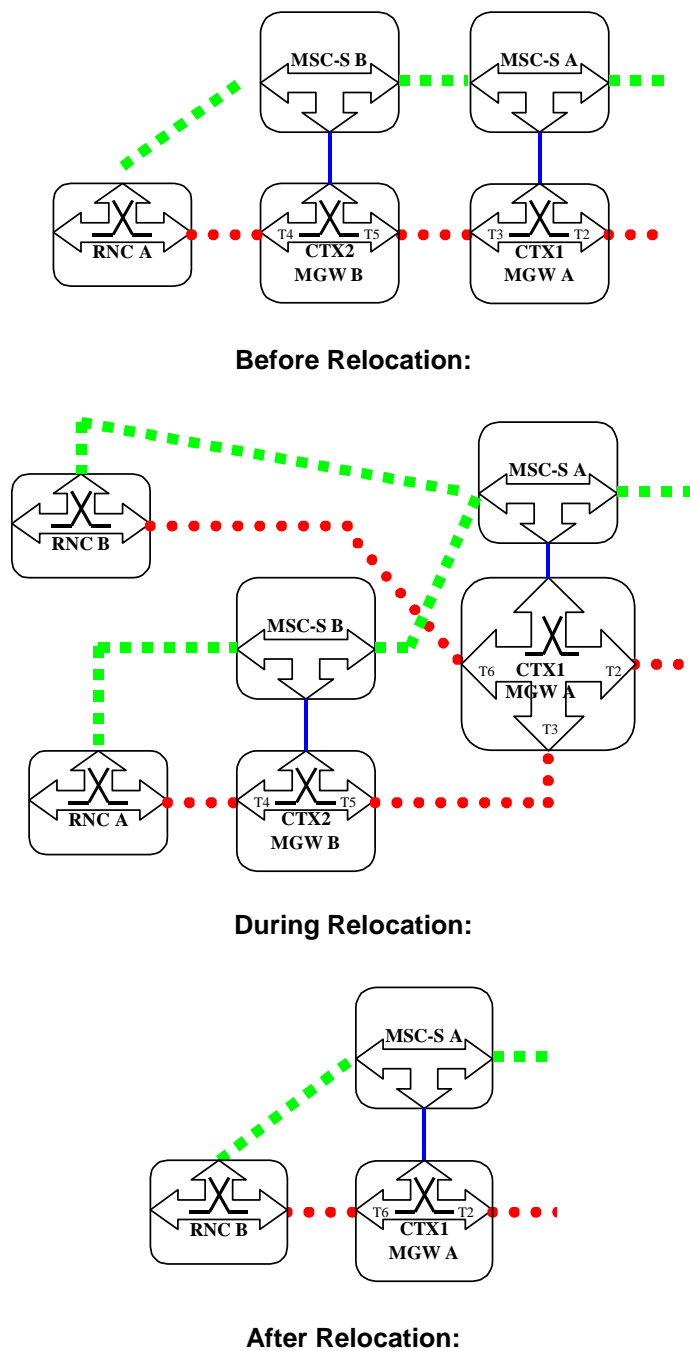 MSC-S B
MSC-S A
T4
T5
T3
T2
RNC A
CTX2
MGW B
CTX1
MGW A
Before Relocation:
MSC-S A
RNC B
MSC-S B
T6
CTX1
T2
MGW A
T3
T4
T5
RNC A
CTX2
MGW B
During Relocation:
MSC-S A
T6
T2
RNC B
CTX1
MGW A
After Relocation: